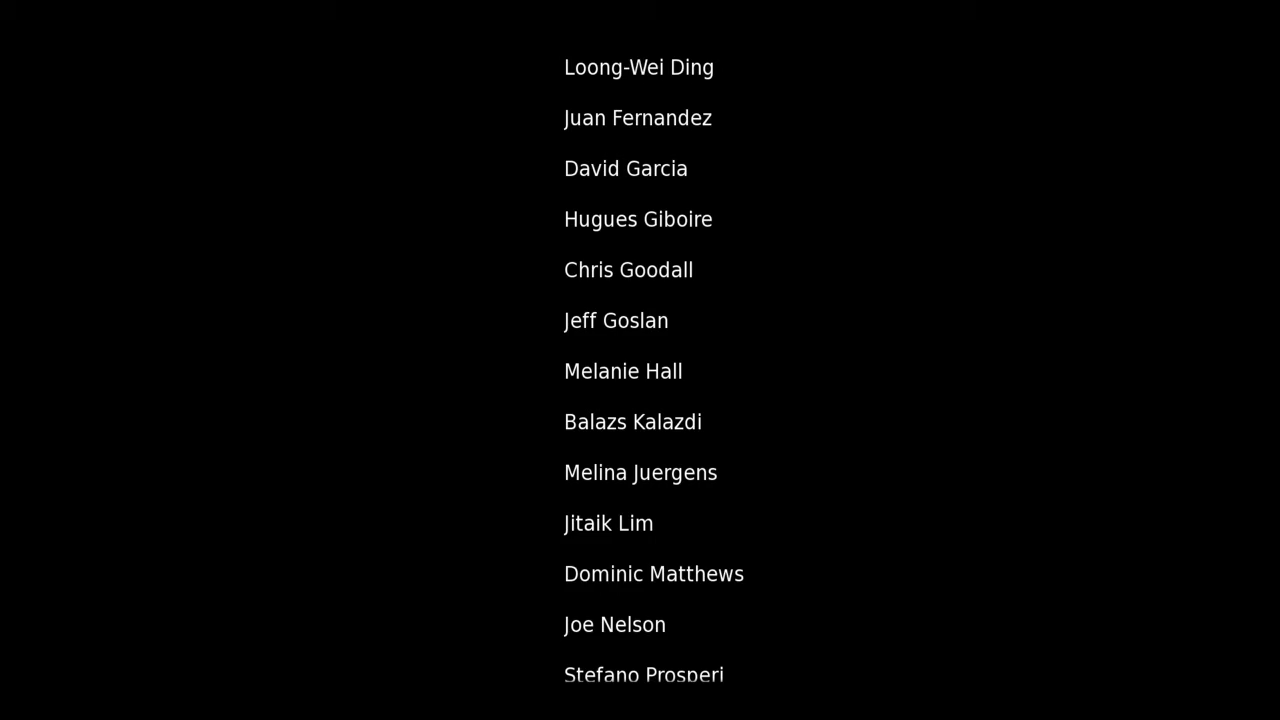 Loong-Wei Ding
Juan Fernandez
David Garcia
Hugues Giboire
Chris Goodall
Jeff Goslan
Melanie Hall
Balazs Kalazdi
Melina Juergens
Jitaik Lim
Dominic Matthews
Joe Nelson
Stefano Prosperi